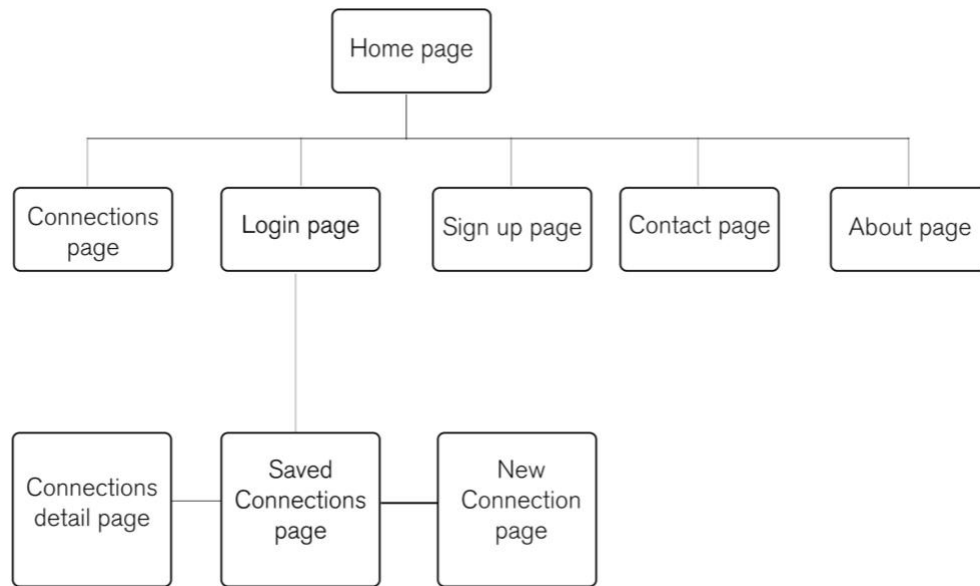 Home page
Connections
page
Login page
Sign up page
Contact page
About page
Connections
detail page
Saved
Connections
page
New
Connection
page